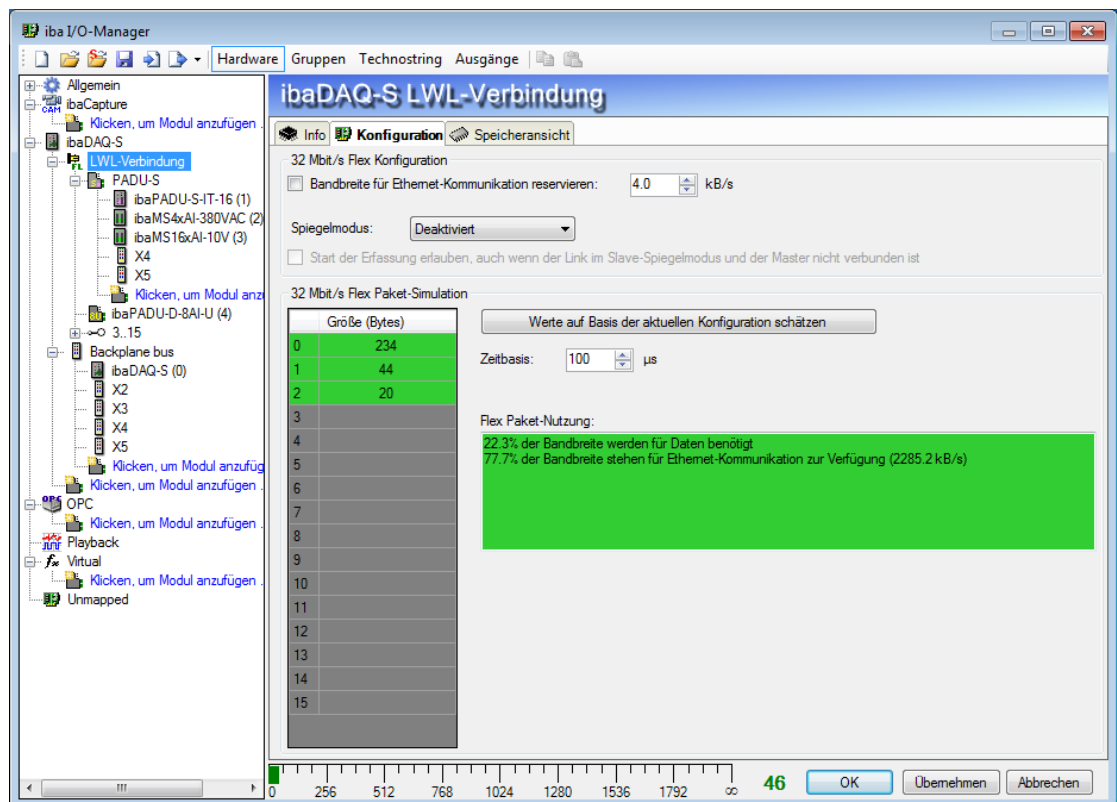 iba I/O-Manager
Hardware Gruppen Technostring Ausgänge
Allgemein
ibaCapture
CAM
Klicken, um Modul anzufügen .
ibaDAQ-S
LWL-Verbindung
FL
PADU-S
ibaPADU-S-IT-16 (1)
ibaMS4xAI-380VAC (2)
ibaMS16xAI-10V (3)
X4
X5
Klicken, um Modul anz
ibaPADU-D-8AI-U (4)
3..15
Backplane bus
ibaDAQ-S (0)
X2
X3
X4
X5
Klicken, um Modul anzufüg
Klicken, um Modul anzufügen .
OPC
OPC
Klicken, um Modul anzufügen .
Playback
fx Virtual
Klicken, um Modul anzufügen .
Unmapped
ibaDAQ-S LWL-Verbindung
Info Konfiguration Speicheransicht
32 Mbit/s Flex Konfiguration
Bandbreite für Ethernet-Kommunikation reservieren: 4.0 kB/s
Spiegelmodus: Deaktiviert
Start der Erfassung erlauben, auch wenn der Link im Slave-Spiegelmodus und der Master nicht verbunden ist
32 Mbit/s Flex Paket-Simulation
Größe (Bytes)
0 234
1 44
2 20
3
4
5
6
7
8
9
10
11
12
13
14
15
Werte auf Basis der aktuellen Konfiguration schätzen
Zeitbasis: 100 µs
Flex Paket-Nutzung:
22.3% der Bandbreite werden für Daten benötigt
77.7% der Bandbreite stehen für Ethernet-Kommunikation zur Verfügung (2285.2 kB/s)
0 256 512 768 1024 1280 1536 1792 ∞
46 OK Übernehmen Abbrechen